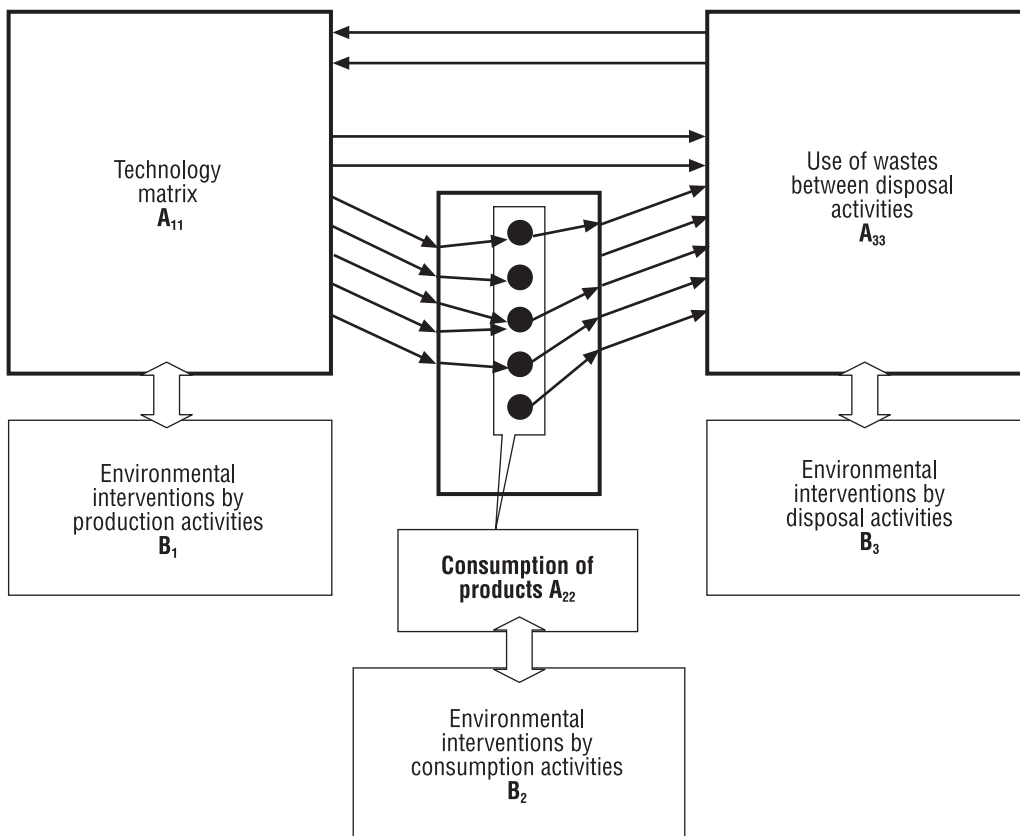 Technology
matrix
A₁₁
Use of wastes
between disposal
activities
A₃₃
Environmental
interventions by
production activities
B₁
Environmental
interventions by
disposal activities
B₃
Consumption of
products A₂₂
Environmental
interventions by
consumption activities
B₂